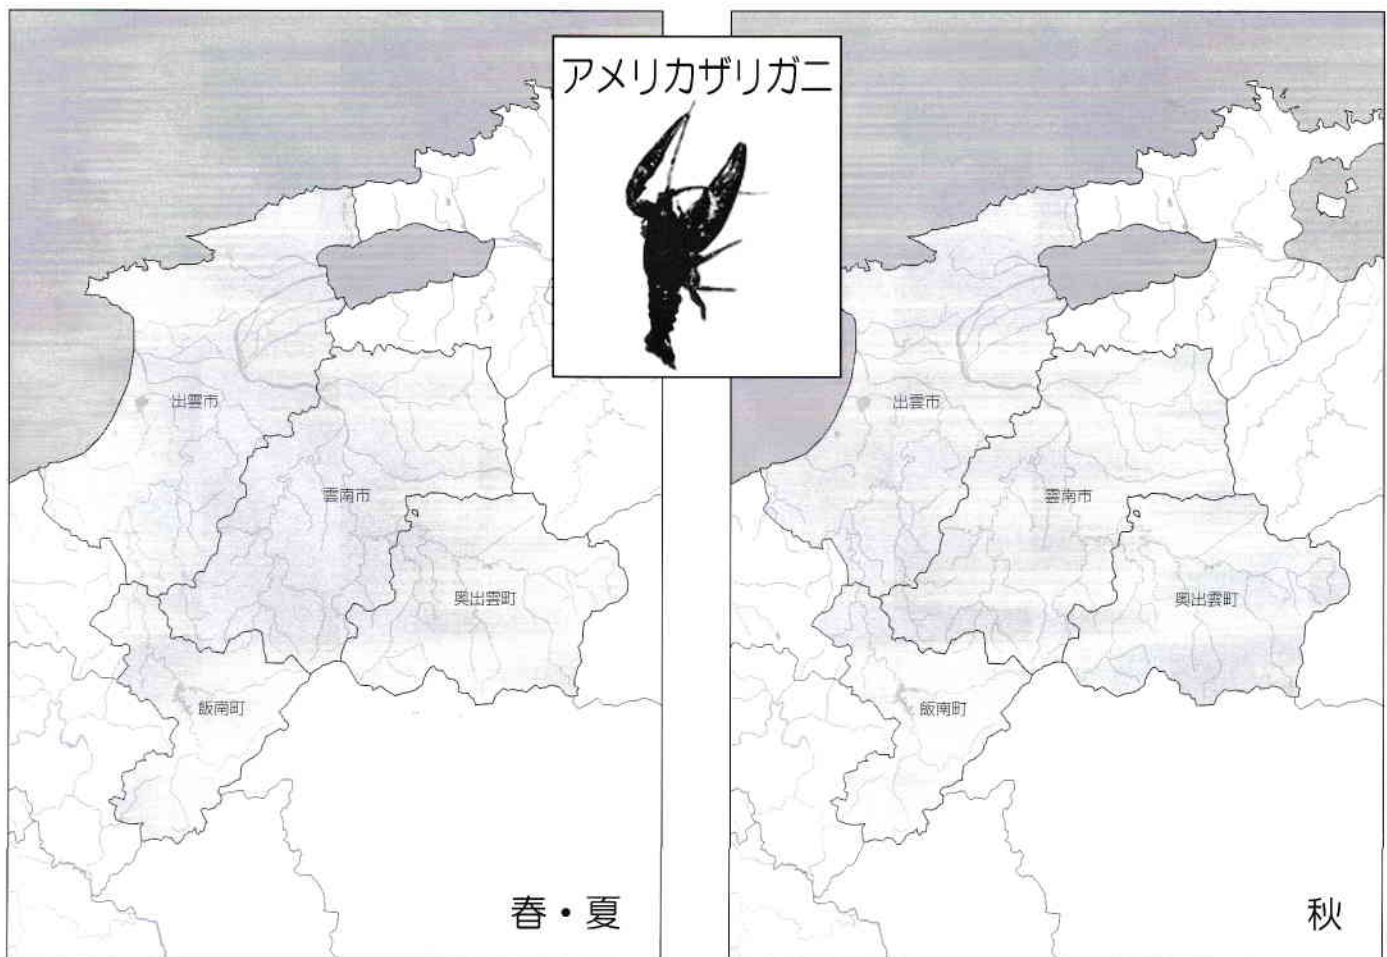 アメリカザリガニ
出雲市
雲南市
奥出雲町
飯南町
春・夏
出雲市
雲南市
奥出雲町
飯南町
秋